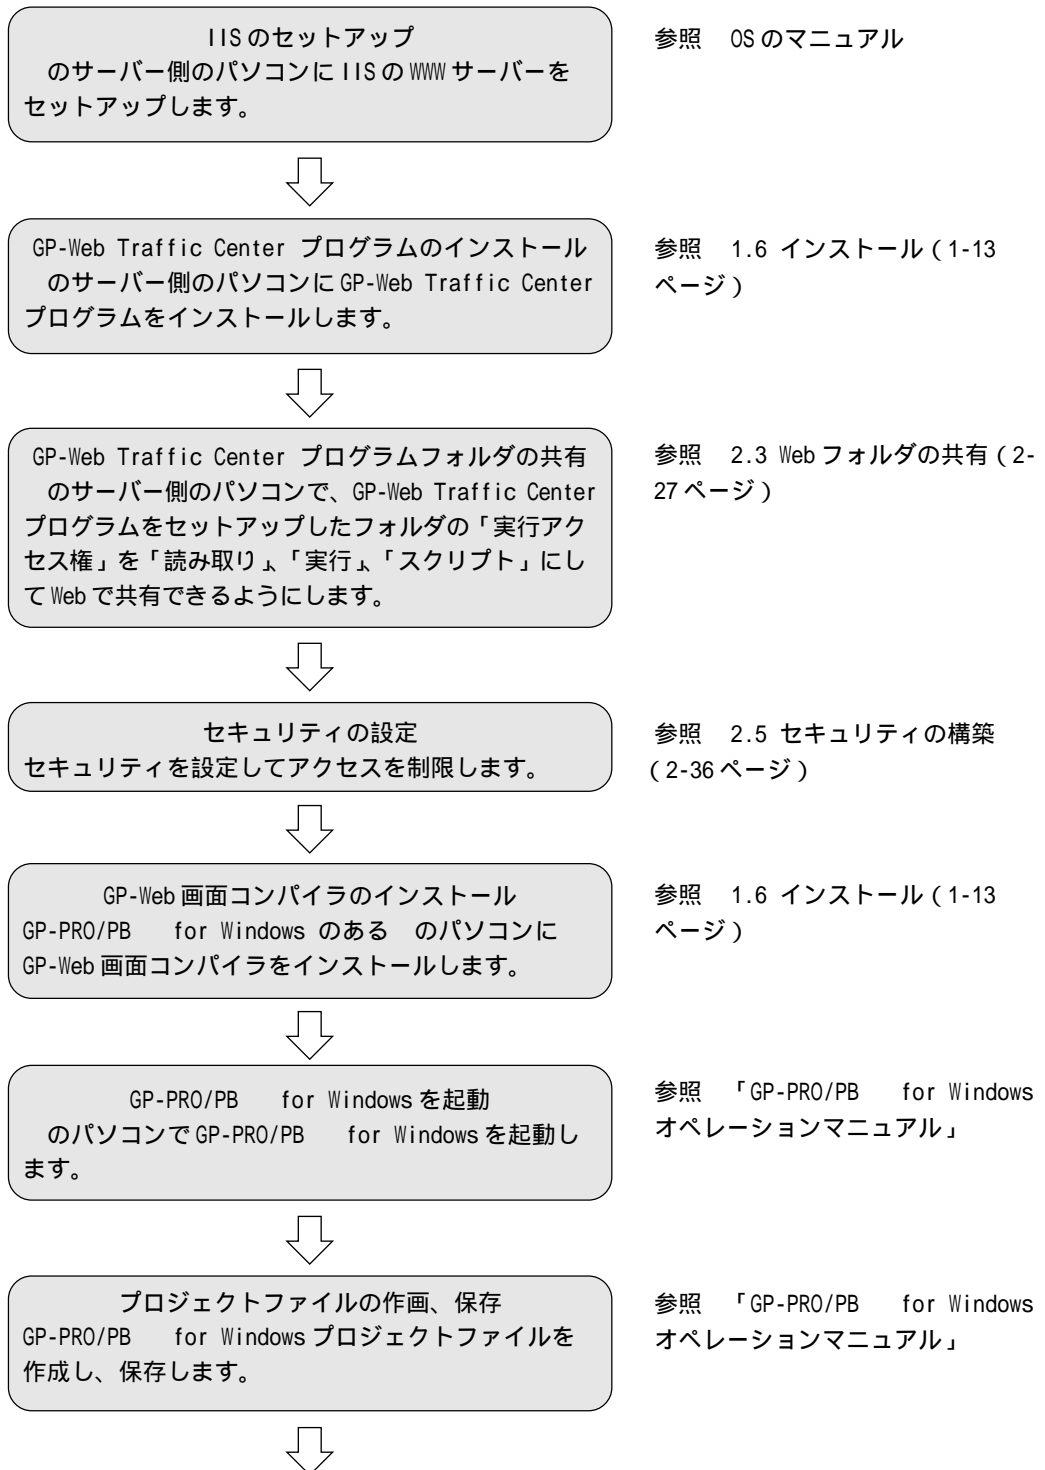 IISのセットアップ
のサーバー側のパソコンにIISのWWWサーバーを
セットアップします。
参照 OSのマニュアル
GP-Web Traffic Center プログラムのインストール
のサーバー側のパソコンにGP-Web Traffic Center
プログラムをインストールします。
参照 1.6 インストール(1-13
ページ)
GP-Web Traffic Center プログラムフォルダの共有
のサーバー側のパソコンで、GP-Web Traffic Center
プログラムをセットアップしたフォルダの「実行アク
セス権」を「読み取り」、「実行」、「スクリプト」にし
てWebで共有できるようにします。
参照 2.3 Webフォルダの共有(2-
27ページ)
セキュリティの設定
セキュリティを設定してアクセスを制限します。
参照 2.5 セキュリティの構築
(2-36ページ)
GP-Web画面コンパイラのインストール
GP-PRO/PB for Windows のある のパソコンに
GP-Web画面コンパイラをインストールします。
参照 1.6 インストール(1-13
ページ)
GP-PRO/PB for Windowsを起動
のパソコンでGP-PRO/PB for Windowsを起動し
ます。
参照 「GP-PRO/PB for Windows
オペレーションマニュアル」
プロジェクトファイルの作画、保存
GP-PRO/PB for Windowsプロジェクトファイルを
作成し、保存します。
参照 「GP-PRO/PB for Windows
オペレーションマニュアル」